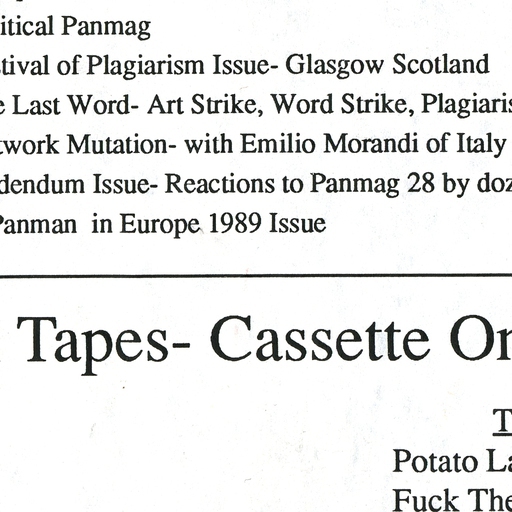 itical Panmag
tival of Plagiarism Issue- Glasgow Scotland
e Last Word- Art Strike, Word Strike, Plagiaris
twork Mutation- with Emilio Morandi of Italy
dendum Issue- Reactions to Panmag 28 by doz
Panman in Europe 1989 Issue
Tapes- Cassette On
T
Potato La
Fuck The